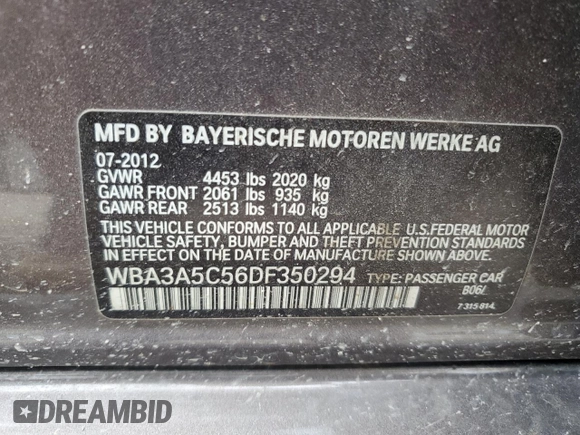 MFD BY BAYERISCHE MOTOREN WERKE AG
07-2012
GVWR 4453 lbs 2020 kg
GAWR FRONT 2061 lbs 935 kg
GAWR REAR 2513 lbs 1140 kg
THIS VEHICLE CONFORMS TO ALL APPLICABLE U.S.FEDERAL MOTOR
VEHICLE SAFETY, BUMPER AND THEFT PREVENTION STANDARDS
IN EFFECT ON THE DATE OF MANUFACTURE SHOWN ABOVE.
WBA3A5C56DF350294 TYPE: PASSENGER CAR
B06/
7315814
DREAMBID